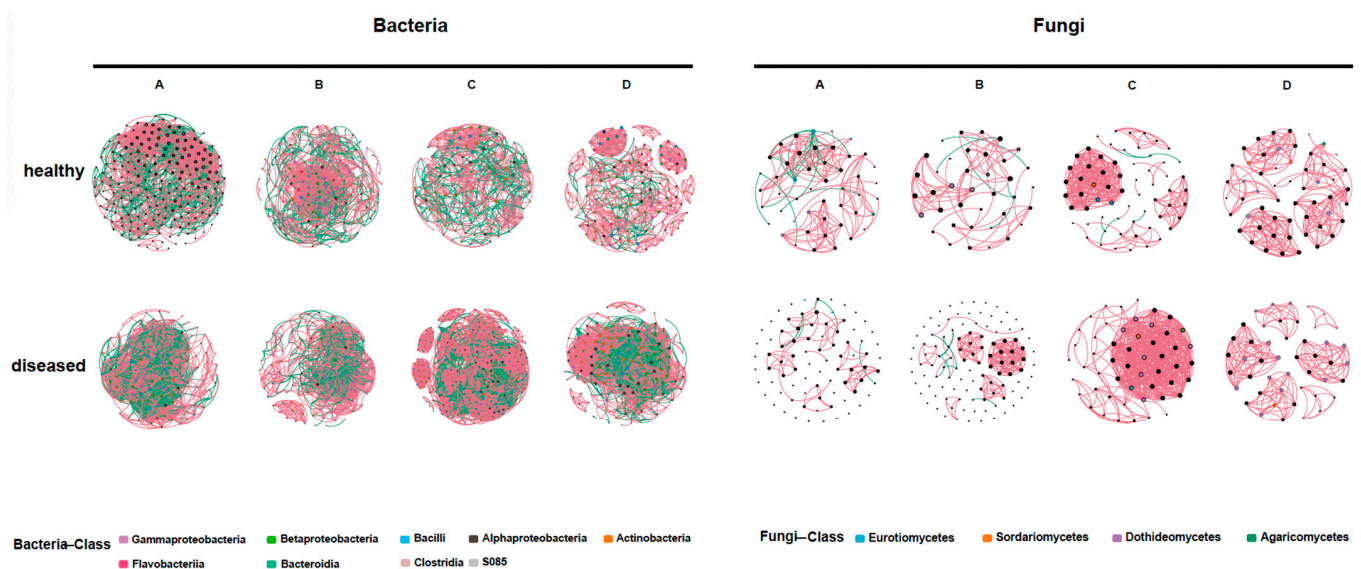 Bacteria Fungi
A B C D A B C D
healthy
diseased
Bacteria–Class Gammaproteobacteria Betaproteobacteria Bacilli Alphaproteobacteria Actinobacteria Fungi–Class Eurotiomycetes Sordariomycetes Dothideomycetes Agaricomycetes
Flavobacteriia Bacteroidia Clostridia S085